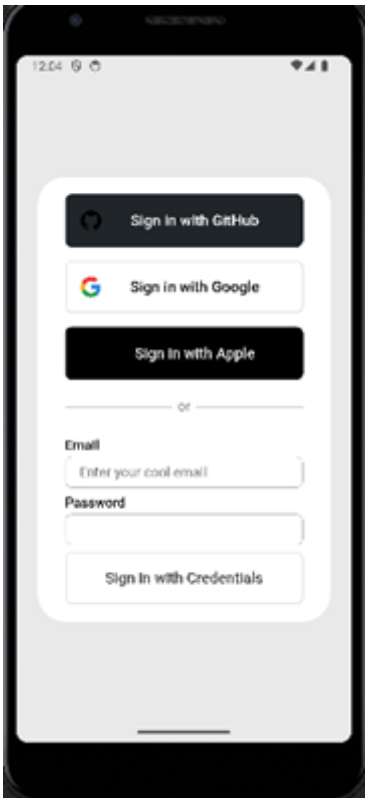 12:04
Sign in with GitHub
Sign in with Google
Sign in with Apple
or
Email
Enter your cool email
Password
Sign in with Credentials